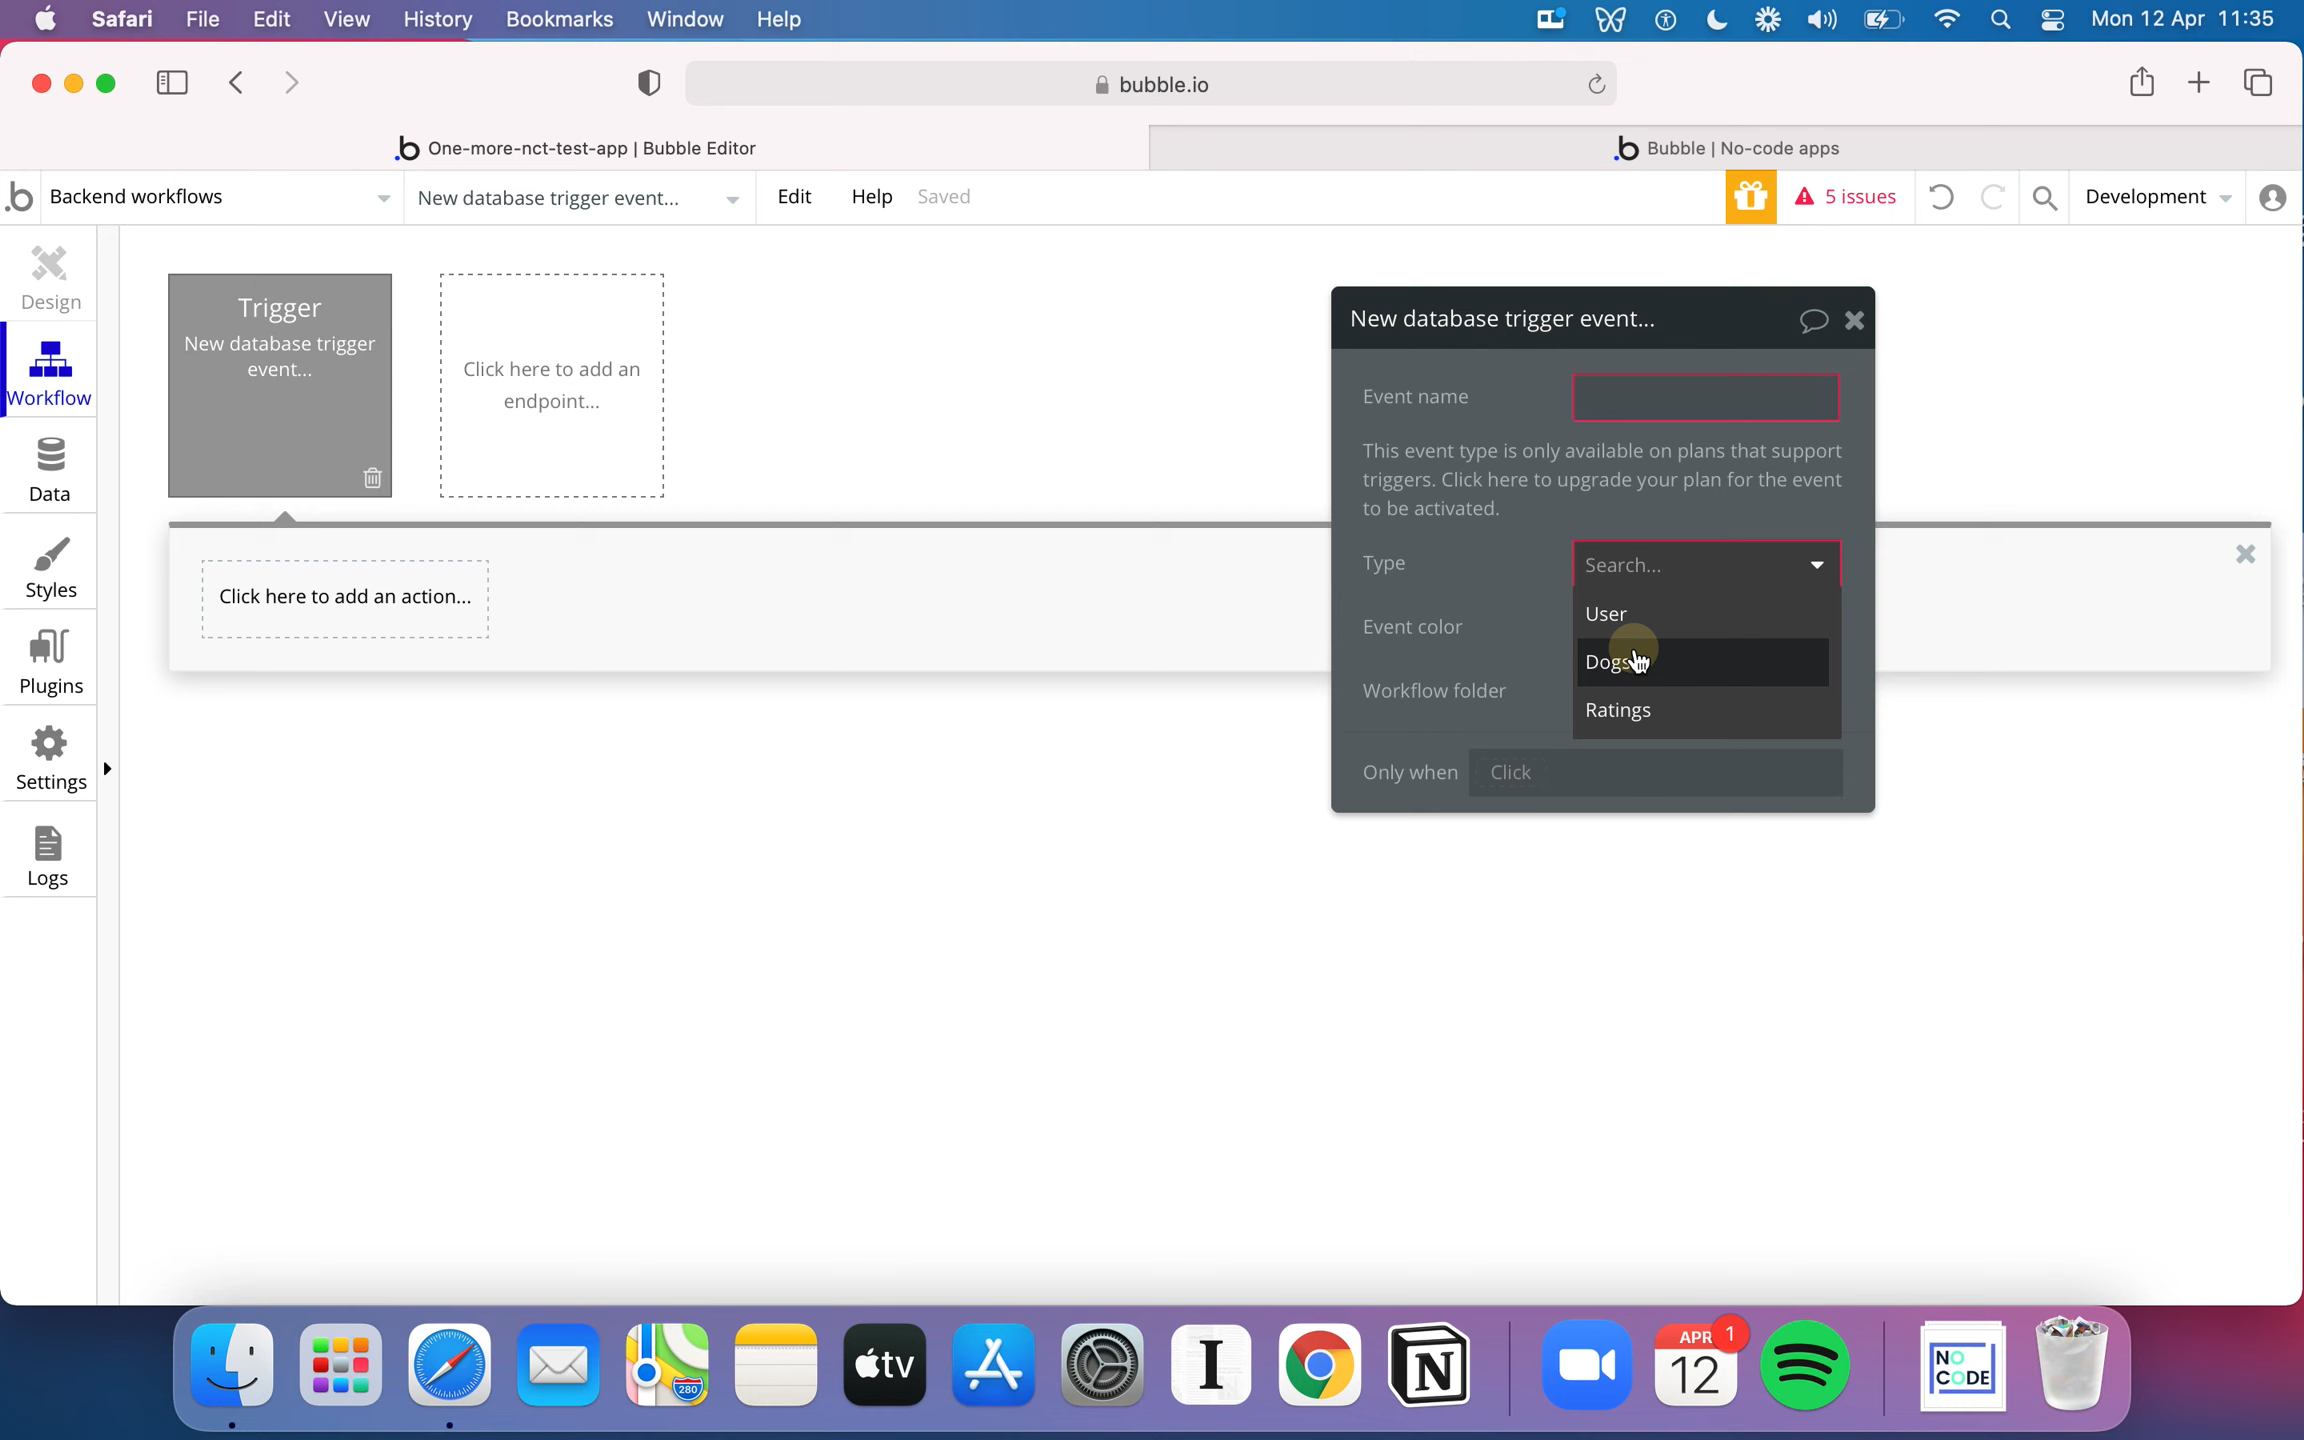 Safari File Edit View History Bookmarks Window Help Mon 12 Apr 11:35
bubble.io
One-more-nct-test-app | Bubble Editor
Bubble | No-code apps
Backend workflows
New database trigger event...
Edit Help Saved
5 issues
Development
Design
Workflow
Data
Styles
Plugins
Settings
Logs
Trigger
New database trigger
event...
Click here to add an
endpoint...
Click here to add an action...
New database trigger event...
Event name
This event type is only available on plans that support
triggers. Click here to upgrade your plan for the event
to be activated.
Type
Search...
User
Dogs
Ratings
Event color
Workflow folder
Only when Click
280
tv
I
N
APR
12
1
NO
CODE